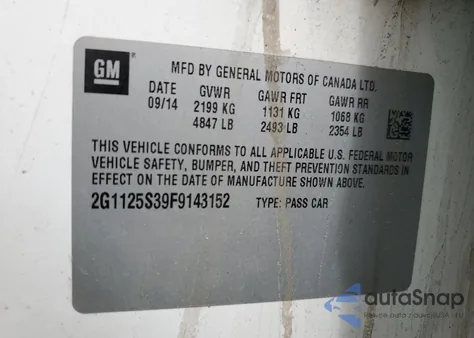 GM
MFD BY GENERAL MOTORS OF CANADA LTD.
DATE GVWR GAWR FRT GAWR RR
09/14 2199 KG 1131 KG 1068 KG
4847 LB 2493 LB 2354 LB
THIS VEHICLE CONFORMS TO ALL APPLICABLE U.S. FEDERAL MOTOR
VEHICLE SAFETY, BUMPER, AND THEFT PREVENTION STANDARDS IN
EFFECT ON THE DATE OF MANUFACTURE SHOWN ABOVE.
2G1125S39F9143152 TYPE: PASS CAR
autaSnap